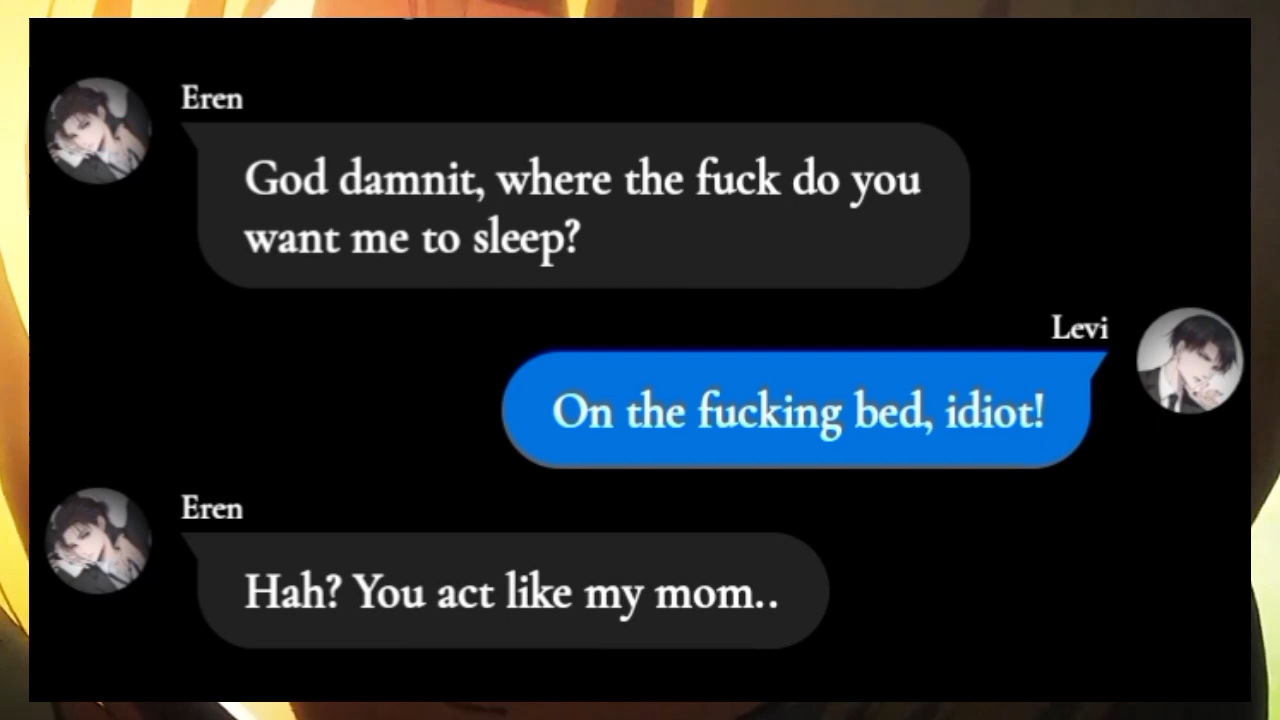 Eren
God damnit, where the fuck do you
want me to sleep?
Levi
On the fucking bed, idiot!
Eren
Hah? You act like my mom..